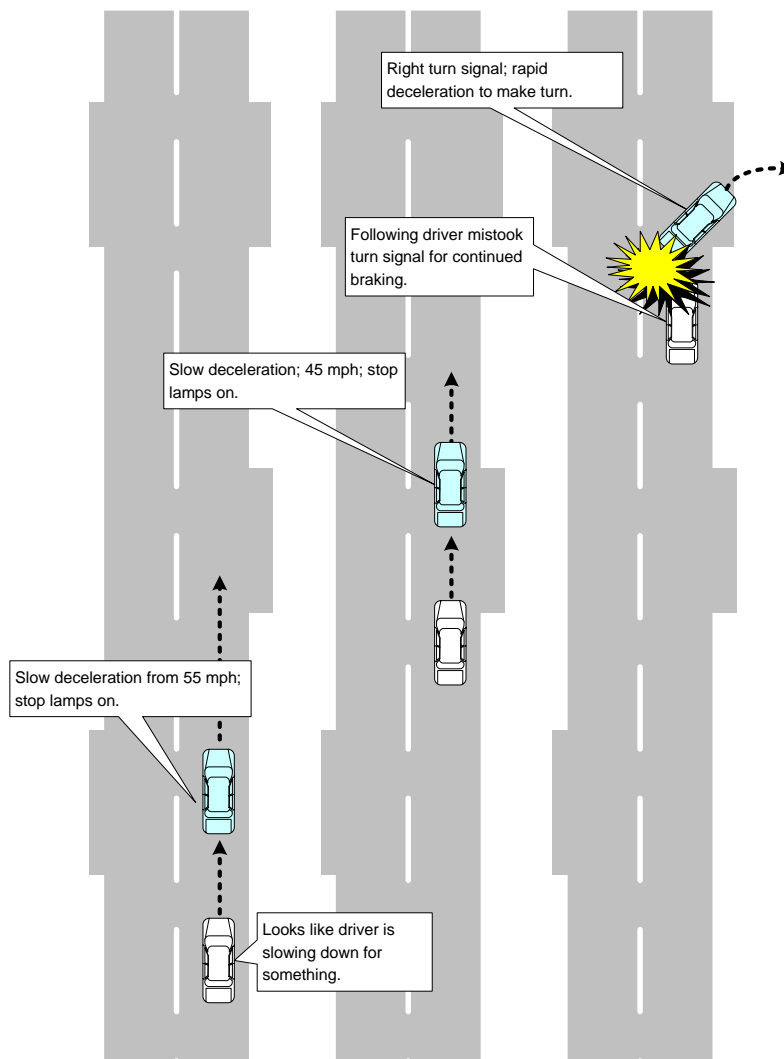 Right turn signal; rapid
deceleration to make turn.
Following driver mistook
turn signal for continued
braking.
Slow deceleration; 45 mph; stop
lamps on.
Slow deceleration from 55 mph;
stop lamps on.
Looks like driver is
slowing down for
something.